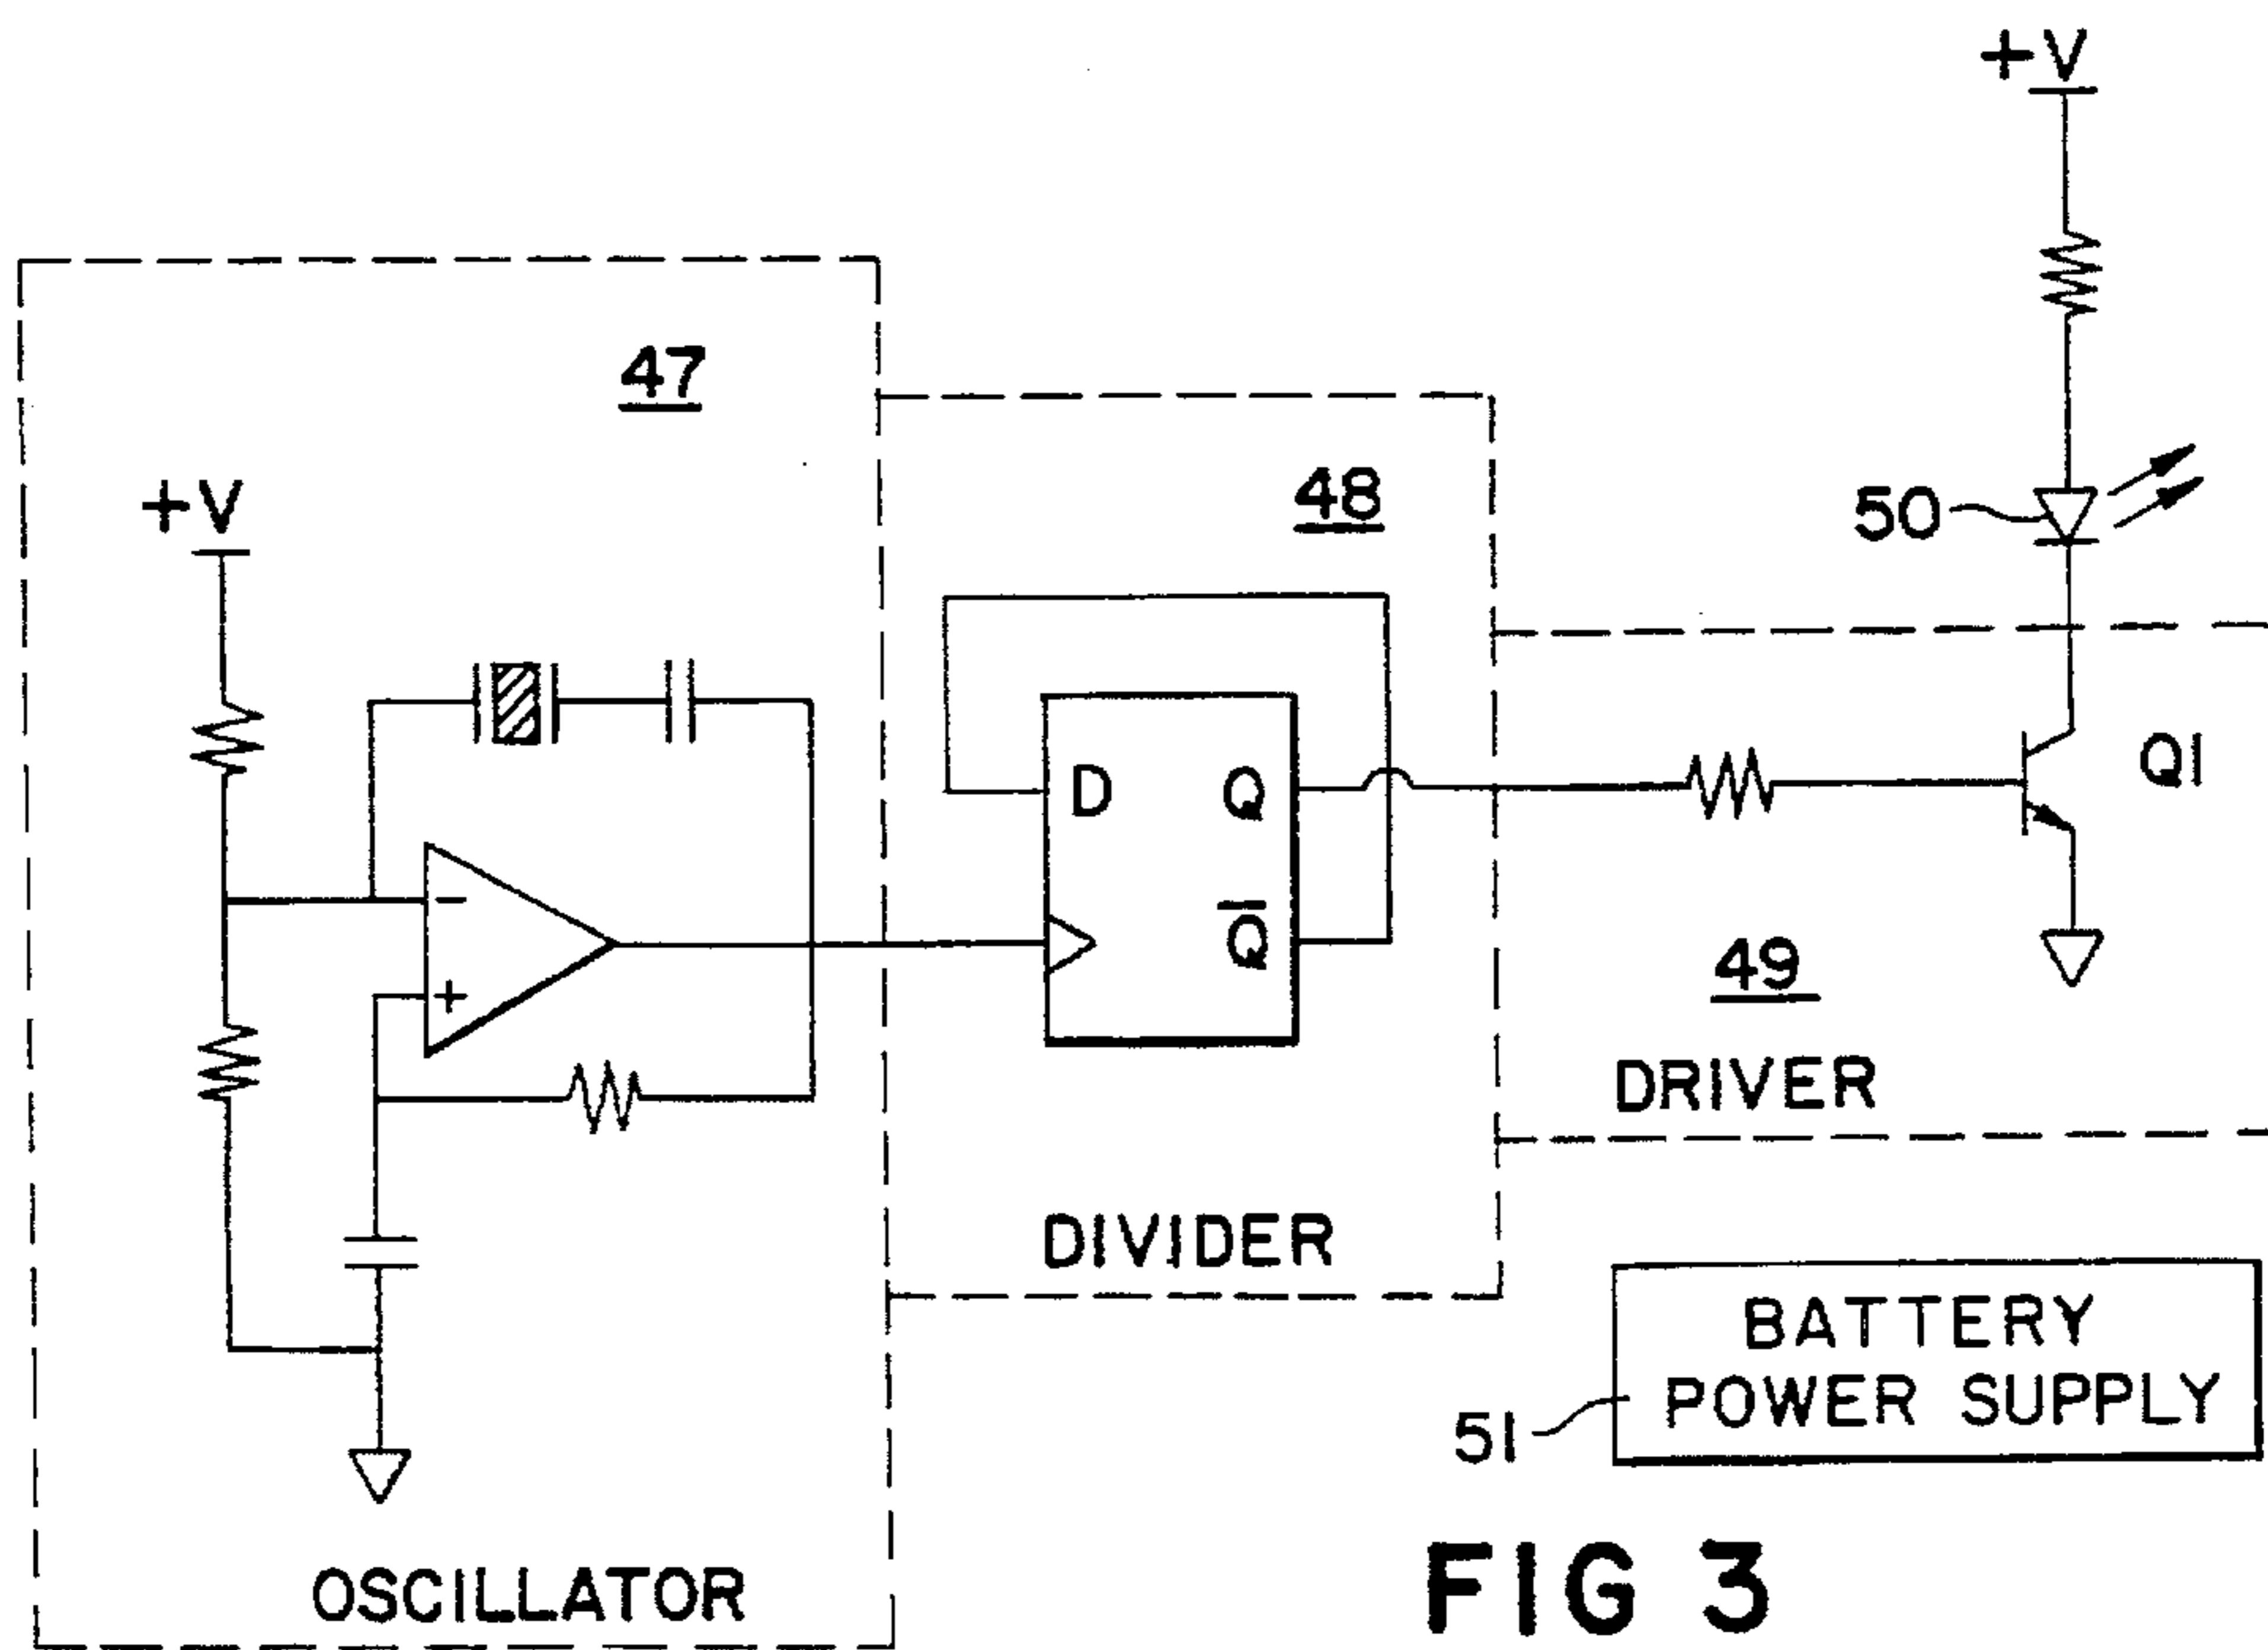 +V
47
+V
48
50
D
Q
Q1
−
Q̅
+
49
DRIVER
DIVIDER
BATTERY
POWER SUPPLY
51
OSCILLATOR
FIG 3